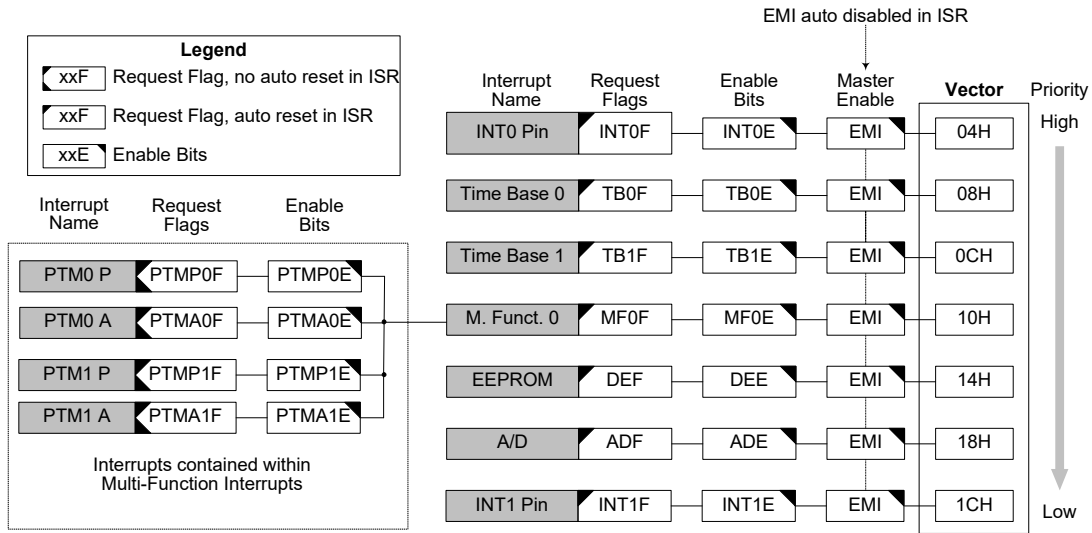 EMI auto disabled in ISR
Legend
xxF Request Flag, no auto reset in ISR
xxF Request Flag, auto reset in ISR
xxE Enable Bits
Interrupt Name Request Flags Enable Bits Master Enable Vector Priority
INT0 Pin INT0F INT0E EMI 04H High
Time Base 0 TB0F TB0E EMI 08H
Time Base 1 TB1F TB1E EMI 0CH
M. Funct. 0 MF0F MF0E EMI 10H
EEPROM DEF DEE EMI 14H
A/D ADF ADE EMI 18H
INT1 Pin INT1F INT1E EMI 1CH Low
Interrupt Name Request Flags Enable Bits
PTM0 P PTMP0F PTMP0E
PTM0 A PTMA0F PTMA0E
PTM1 P PTMP1F PTMP1E
PTM1 A PTMA1F PTMA1E
Interrupts contained within
Multi-Function Interrupts